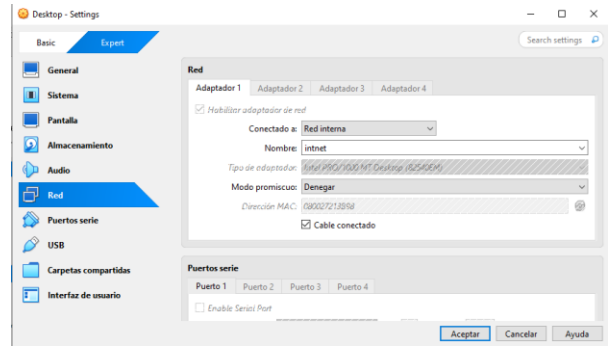 Desktop - Settings
Basic Expert Search settings
General
Sistema
Pantalla
Almacenamiento
Audio
Red
Puertos serie
USB
Carpetas compartidas
Interfaz de usuario
Red
Adaptador 1 Adaptador 2 Adaptador 3 Adaptador 4
Habilitar adaptador de red
Conectado a: Red interna
Nombre: intnet
Tipo de adaptador: Intel PRO/1000 MT Desktop (82540EM)
Modo promiscuo: Denegar
Dirección MAC:
Cable conectado
Puertos serie
Puerto 1 Puerto 2 Puerto 3 Puerto 4
Enable Serial Port
Aceptar Cancelar Ayuda